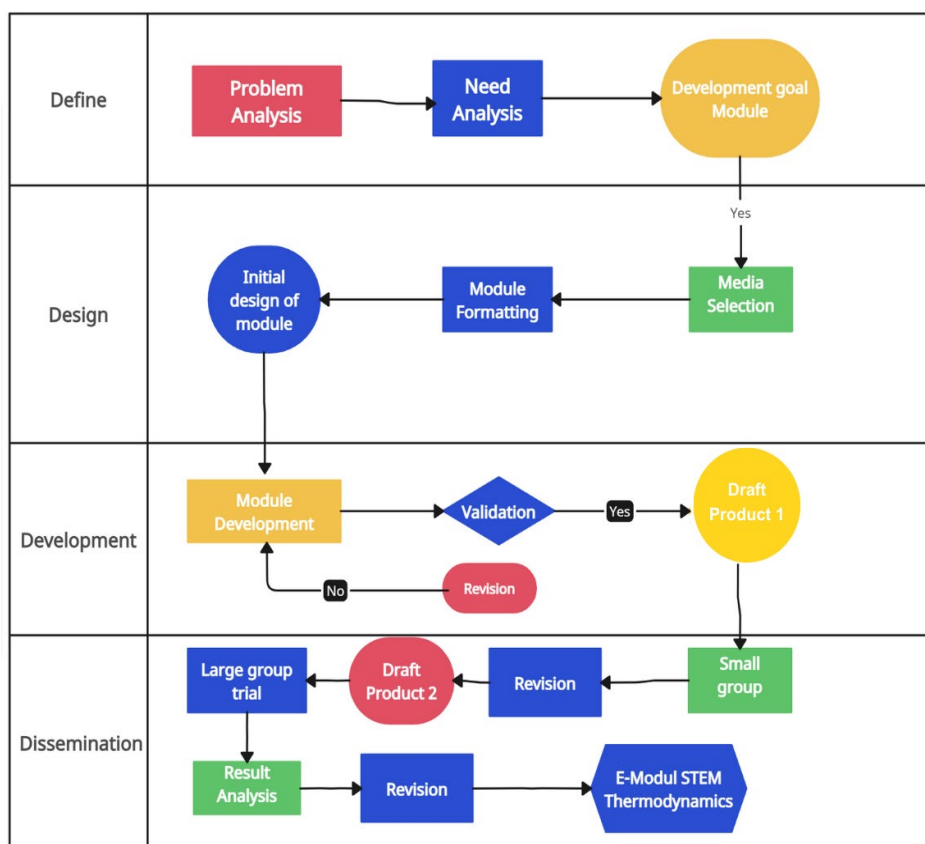 Define
Problem
Analysis
Need
Analysis
Development goal
Module
Yes
Design
Initial
design of
module
Module
Formatting
Media
Selection
Development
Module
Development
Validation
Yes
Draft
Product 1
No
Revision
Dissemination
Large group
trial
Draft
Product 2
Revision
Small
group
Result
Analysis
Revision
E-Modul STEM
Thermodynamics